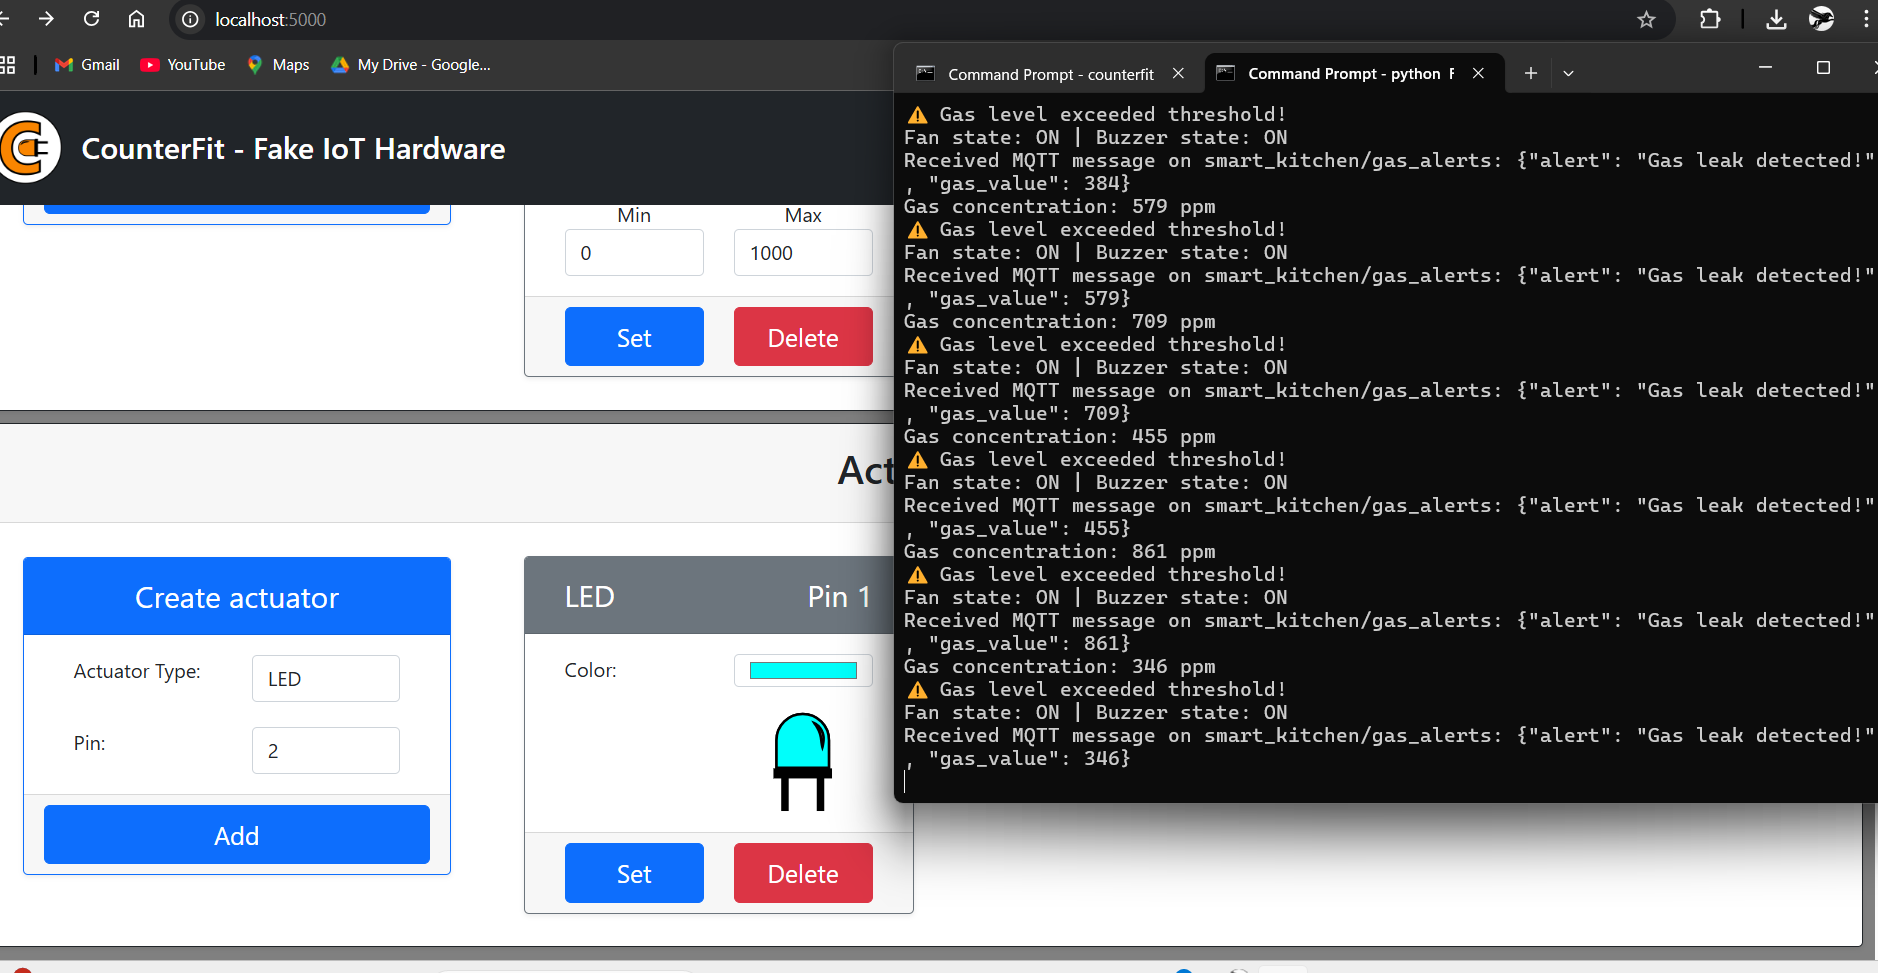 localhost:5000
Gmail
YouTube
Maps
My Drive - Google...
CounterFit - Fake IoT Hardware
Min
Max
0
1000
Set
Delete
Act
Create actuator
Actuator Type:
LED
Pin:
2
Add
LED
Pin 1
Color:
Set
Delete
Command Prompt - counterfit
Command Prompt - python
⚠ Gas level exceeded threshold!
Fan state: ON | Buzzer state: ON
Received MQTT message on smart_kitchen/gas_alerts: {"alert": "Gas leak detected!"
, "gas_value": 384}
Gas concentration: 579 ppm
⚠ Gas level exceeded threshold!
Fan state: ON | Buzzer state: ON
Received MQTT message on smart_kitchen/gas_alerts: {"alert": "Gas leak detected!"
, "gas_value": 579}
Gas concentration: 709 ppm
⚠ Gas level exceeded threshold!
Fan state: ON | Buzzer state: ON
Received MQTT message on smart_kitchen/gas_alerts: {"alert": "Gas leak detected!"
, "gas_value": 709}
Gas concentration: 455 ppm
⚠ Gas level exceeded threshold!
Fan state: ON | Buzzer state: ON
Received MQTT message on smart_kitchen/gas_alerts: {"alert": "Gas leak detected!"
, "gas_value": 455}
Gas concentration: 861 ppm
⚠ Gas level exceeded threshold!
Fan state: ON | Buzzer state: ON
Received MQTT message on smart_kitchen/gas_alerts: {"alert": "Gas leak detected!"
, "gas_value": 861}
Gas concentration: 346 ppm
⚠ Gas level exceeded threshold!
Fan state: ON | Buzzer state: ON
Received MQTT message on smart_kitchen/gas_alerts: {"alert": "Gas leak detected!"
, "gas_value": 346}